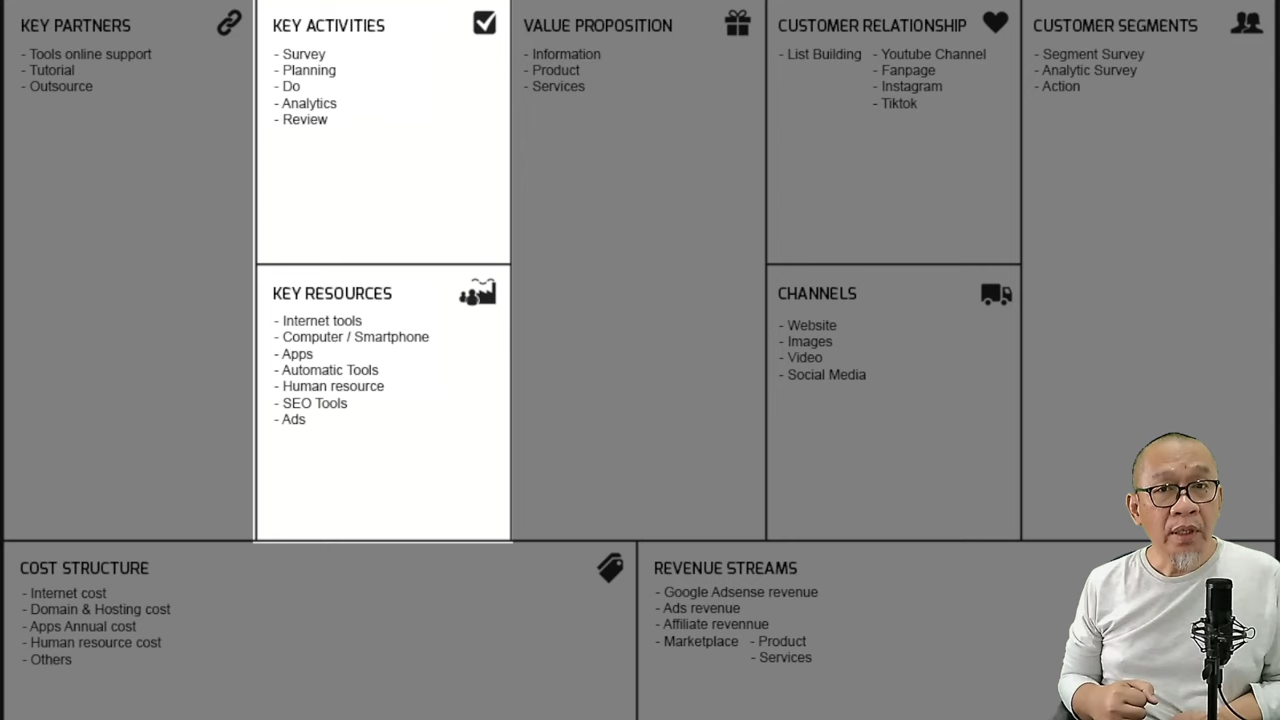 KEY PARTNERS
- Tools online support
- Tutorial
- Outsource
KEY ACTIVITIES
- Survey
- Planning
- Do
- Analytics
- Review
KEY RESOURCES
- Internet tools
- Computer / Smartphone
- Apps
- Automatic Tools
- Human resource
- SEO Tools
- Ads
VALUE PROPOSITION
- Information
- Product
- Services
CUSTOMER RELATIONSHIP
- List Building - Youtube Channel
- Fanpage
- Instagram
- Tiktok
CHANNELS
- Website
- Images
- Video
- Social Media
CUSTOMER SEGMENTS
- Segment Survey
- Analytic Survey
- Action
COST STRUCTURE
- Internet cost
- Domain & Hosting cost
- Apps Annual cost
- Human resource cost
- Others
REVENUE STREAMS
- Google Adsense revenue
- Ads revenue
- Affiliate revennue
- Marketplace - Product
- Services